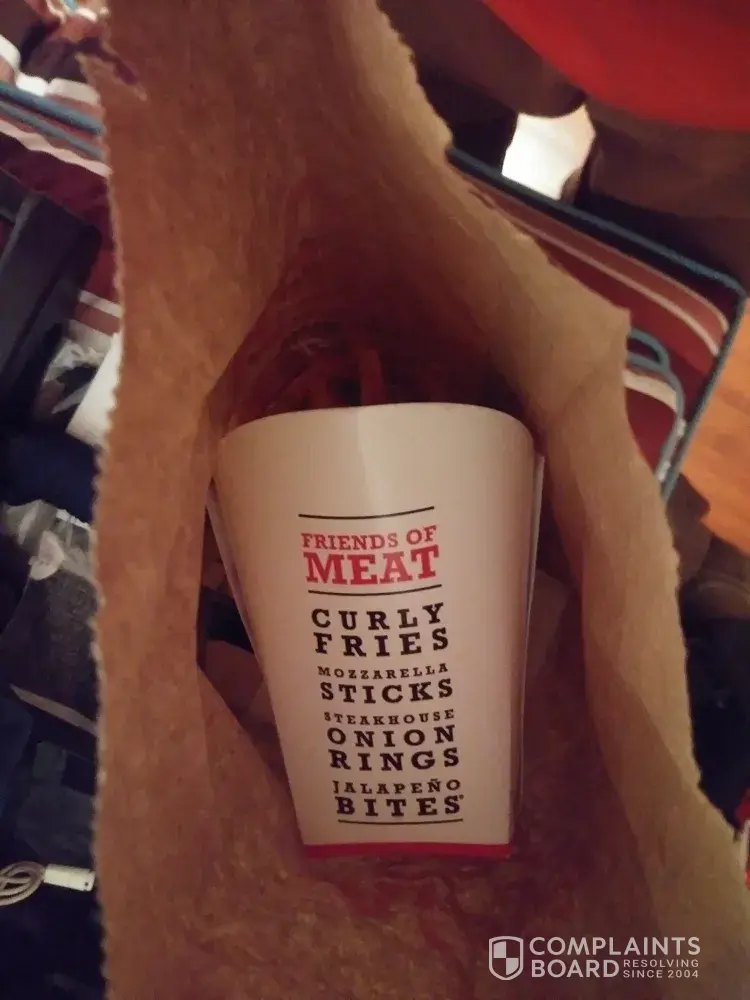 FRIENDS OF
MEAT
CURLY
FRIES
MOZZARELLA
STICKS
STEAKHOUSE
ONION
RINGS
JALAPEÑO
BITES®
COMPLAINTS
BOARD RESOLVING
SINCE 2004